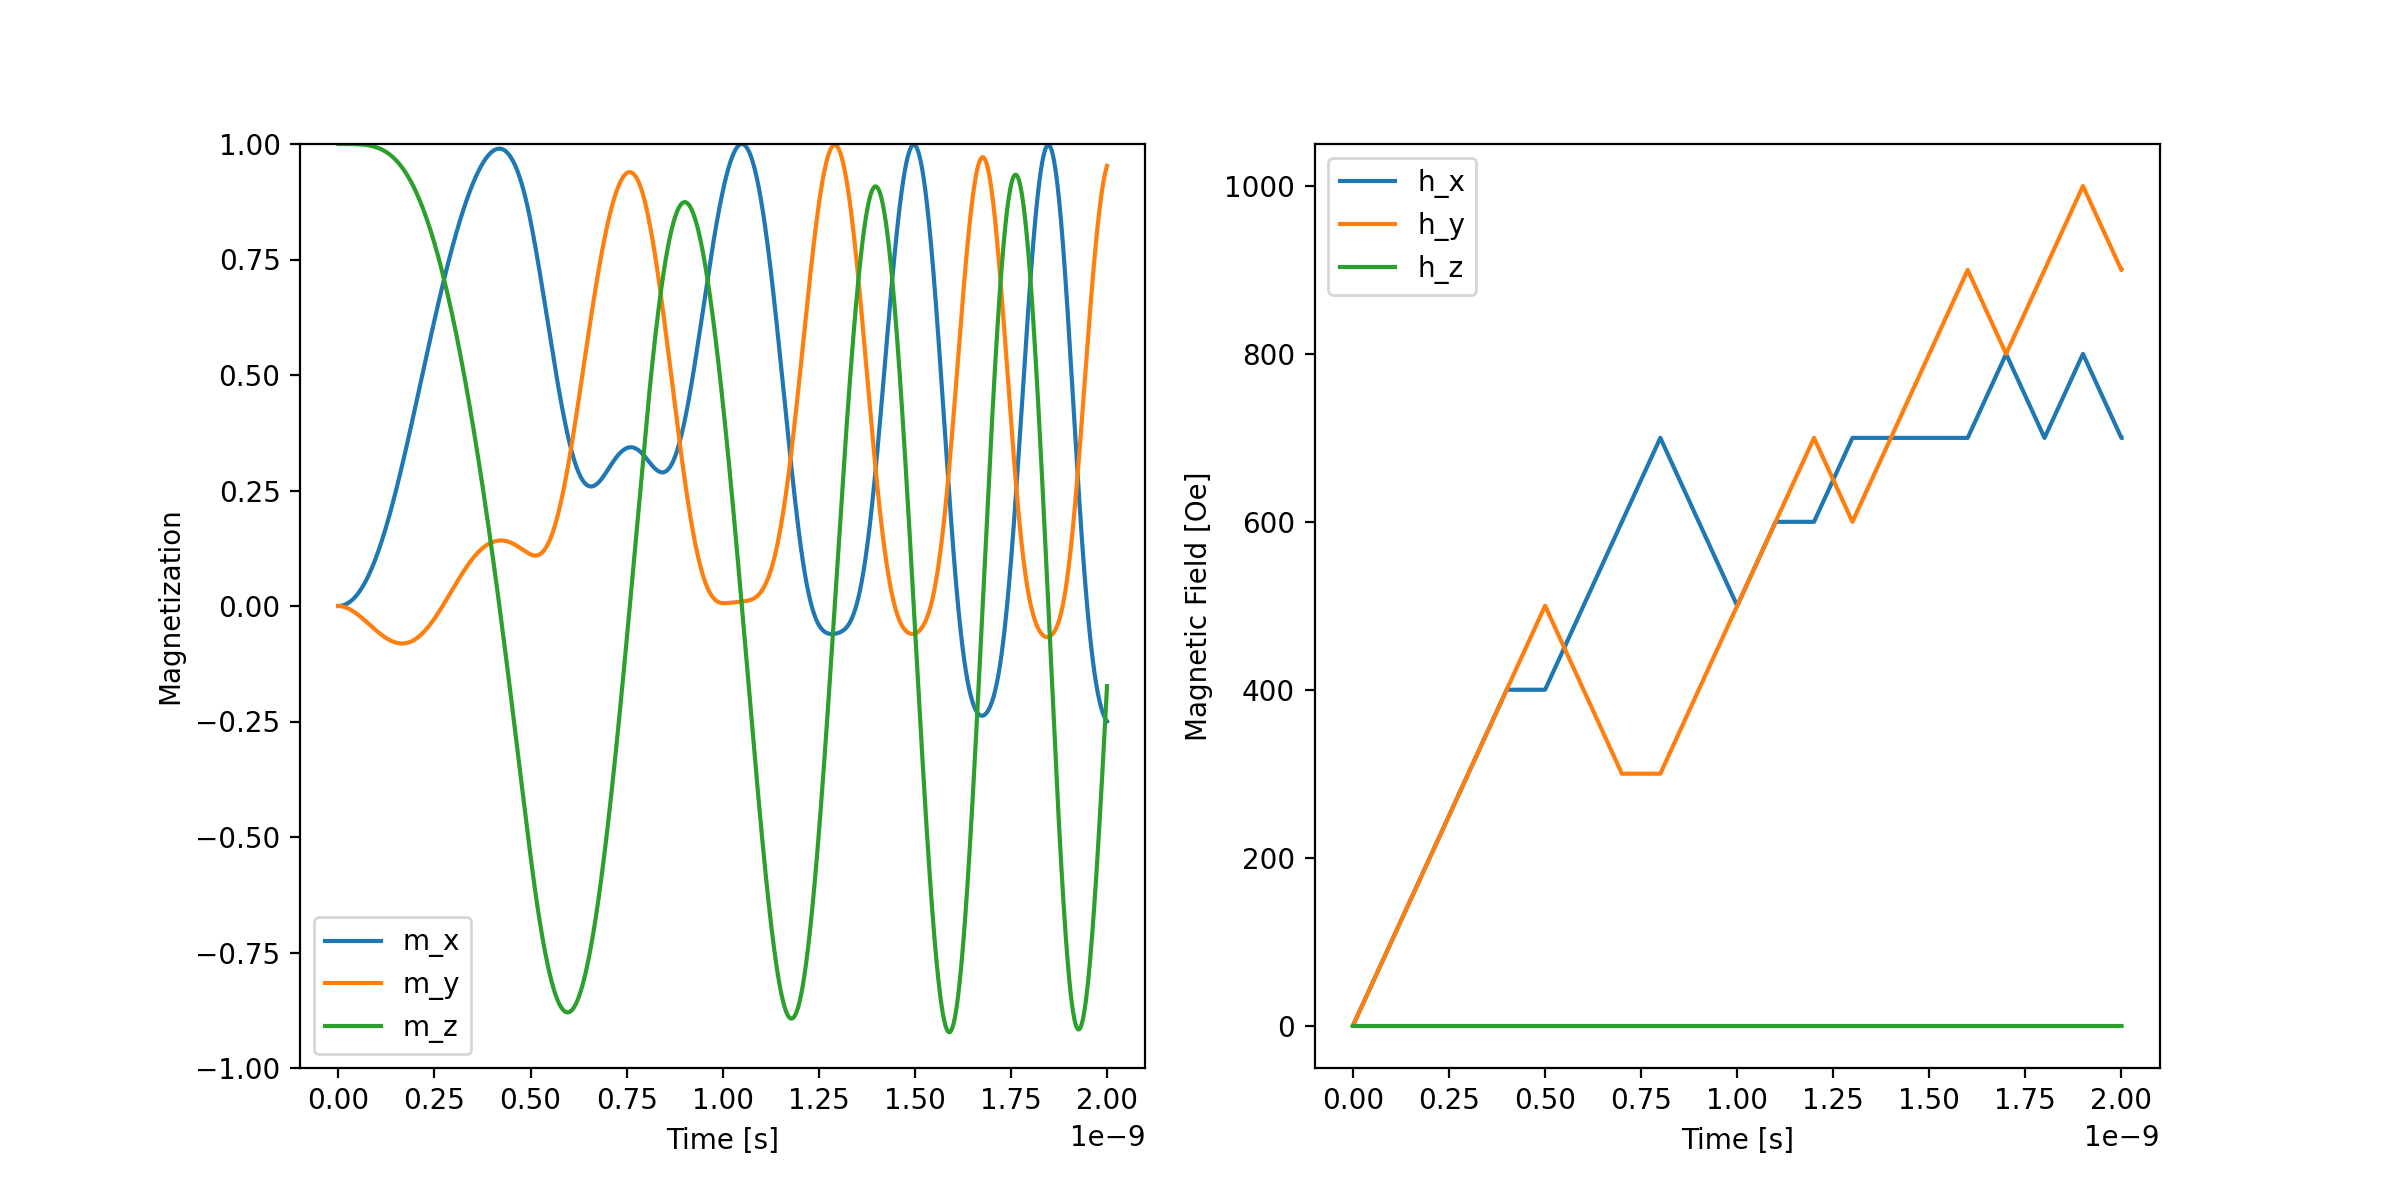 1.00
0.75
0.50
0.25
0.00
−0.25
−0.50
−0.75
−1.00
Magnetization
m_x
m_y
m_z
0.00 0.25 0.50 0.75 1.00 1.25 1.50 1.75 2.00
Time [s]
1e−9
1000
800
600
400
200
0
Magnetic Field [Oe]
h_x
h_y
h_z
0.00 0.25 0.50 0.75 1.00 1.25 1.50 1.75 2.00
Time [s]
1e−9